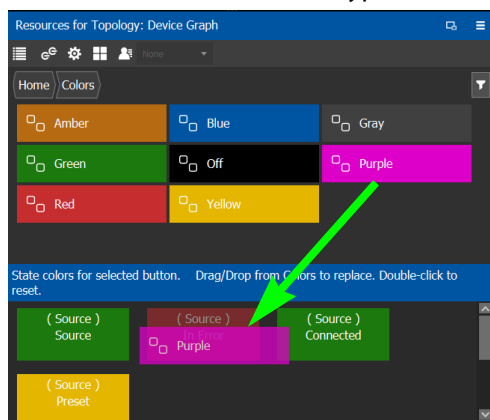 Resources for Topology: Device Graph
None
Home Colors
Amber
Blue
Gray
Green
Off
Purple
Red
Yellow
State colors for selected button. Drag/Drop from Colors to replace. Double-click to
reset.
( Source )
Source
( Source )
In Error
( Source )
Connected
Purple
( Source )
Preset